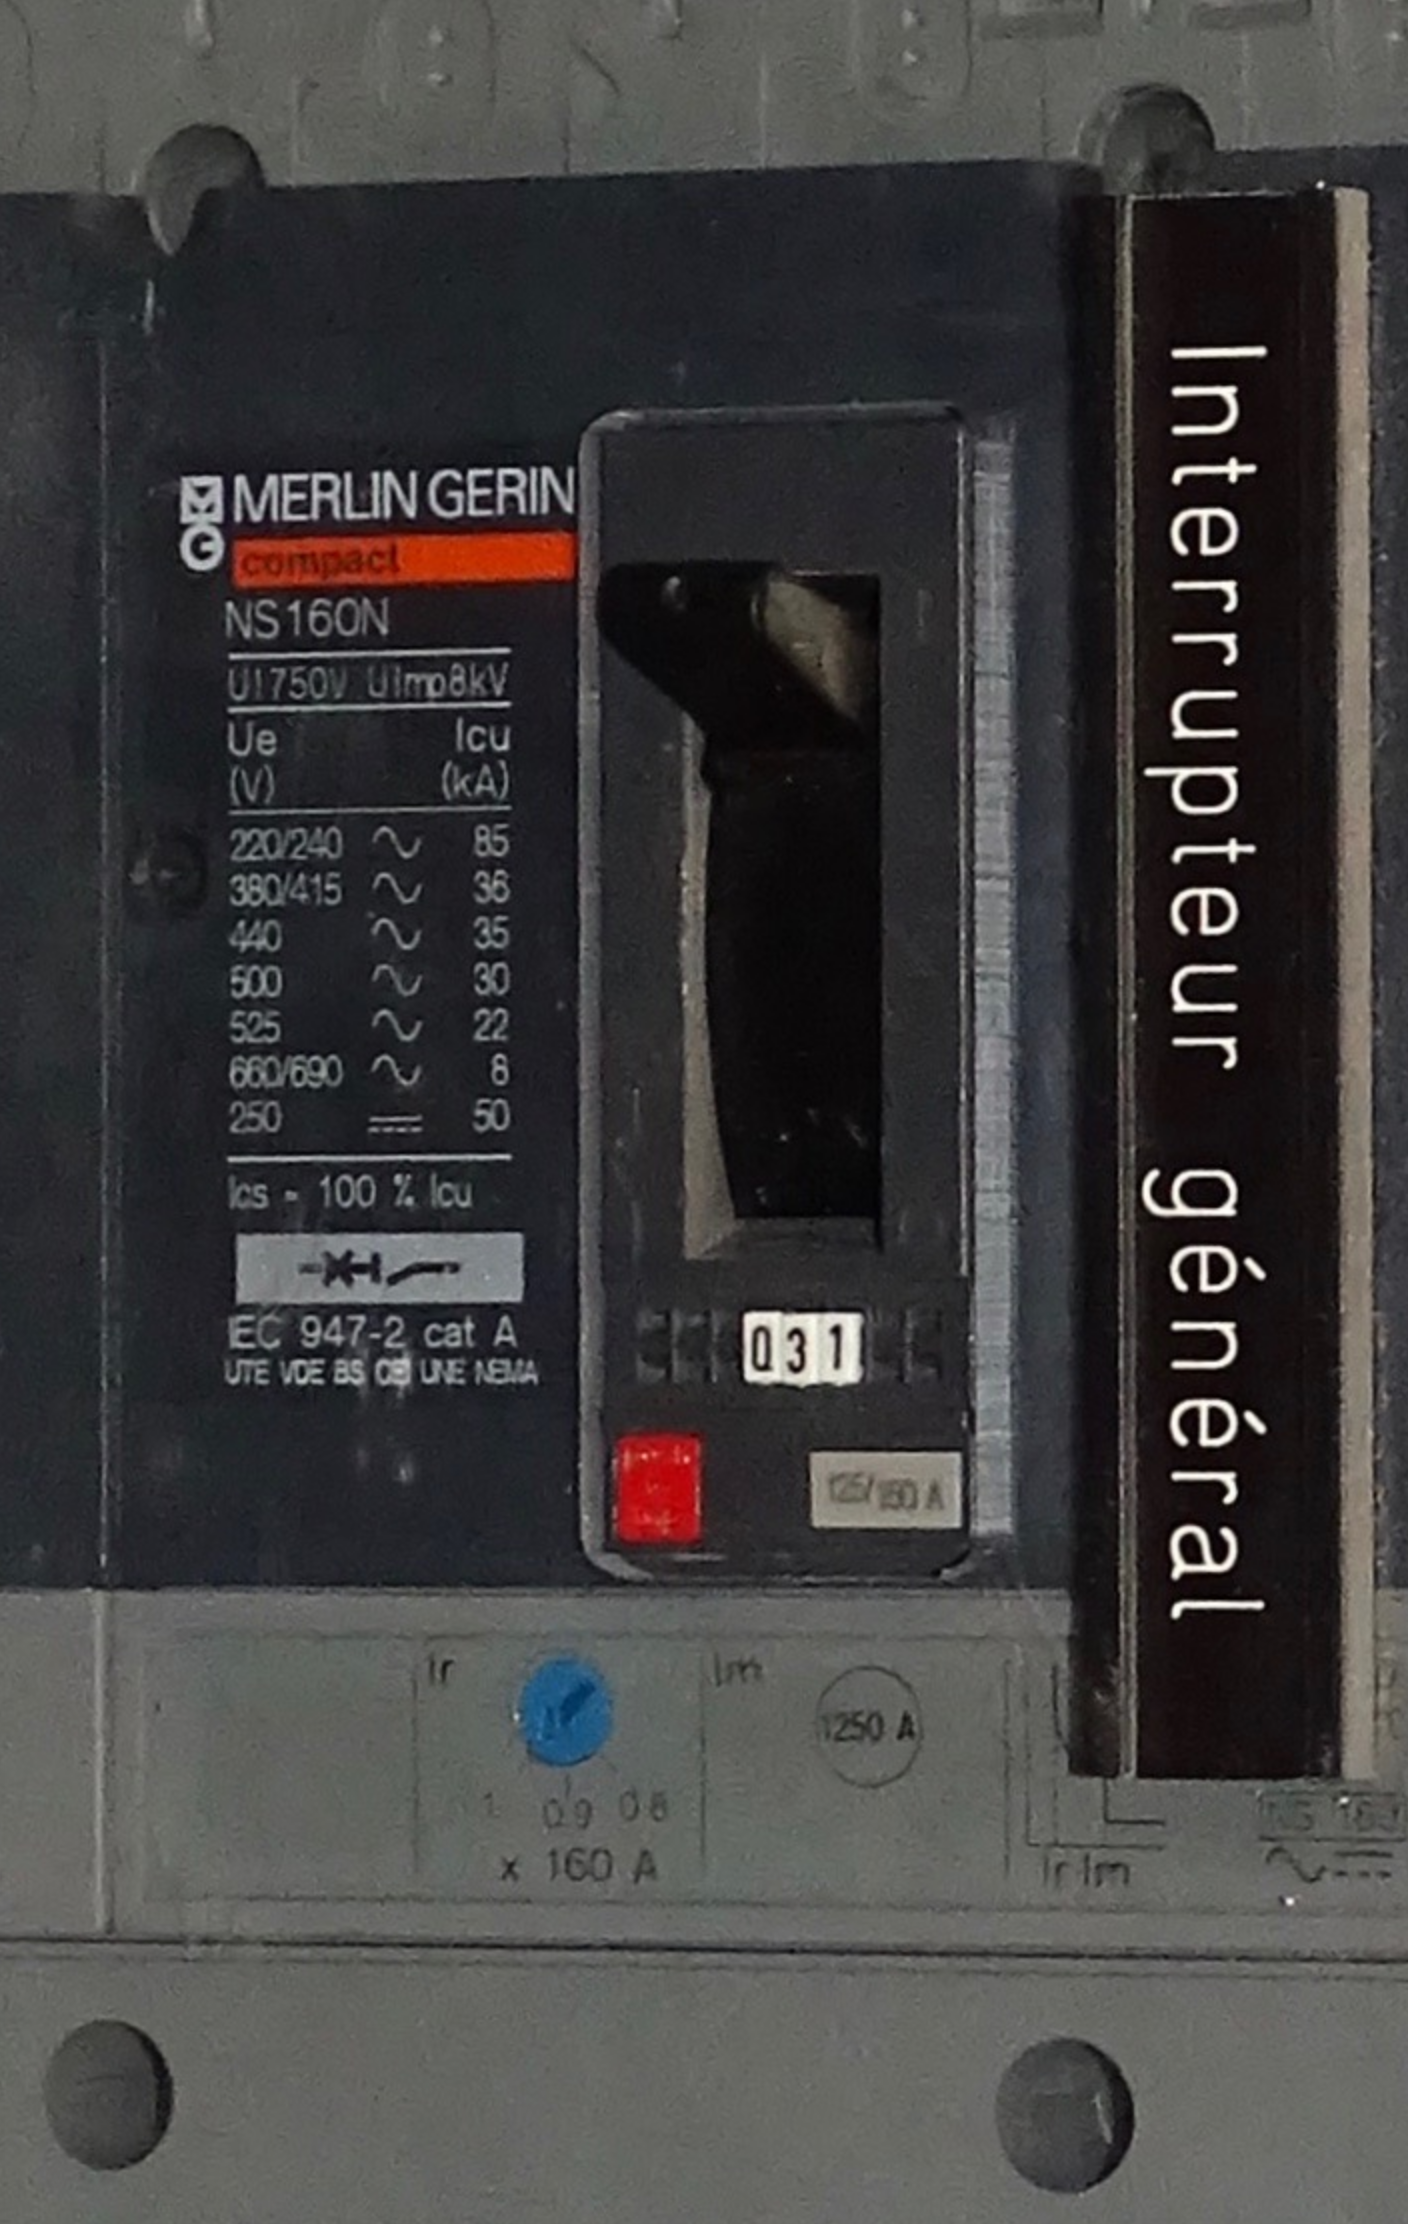 MERLIN GERIN
compact
NS160N
Ui750V Uimp8kV
Ue Icu
(V) (kA)
220/240 ~ 85
380/415 ~ 36
440 ~ 35
500 ~ 30
525 ~ 22
660/690 ~ 8
250 ⎓ 50
Ics = 100 % Icu
IEC 947-2 cat A
UTE VDE BS CEI UNE NEMA
031
125/160 A
Interrupteur général
Ir
Im
1250 A
1 0.9 0.8
x 160 A
Ir Im